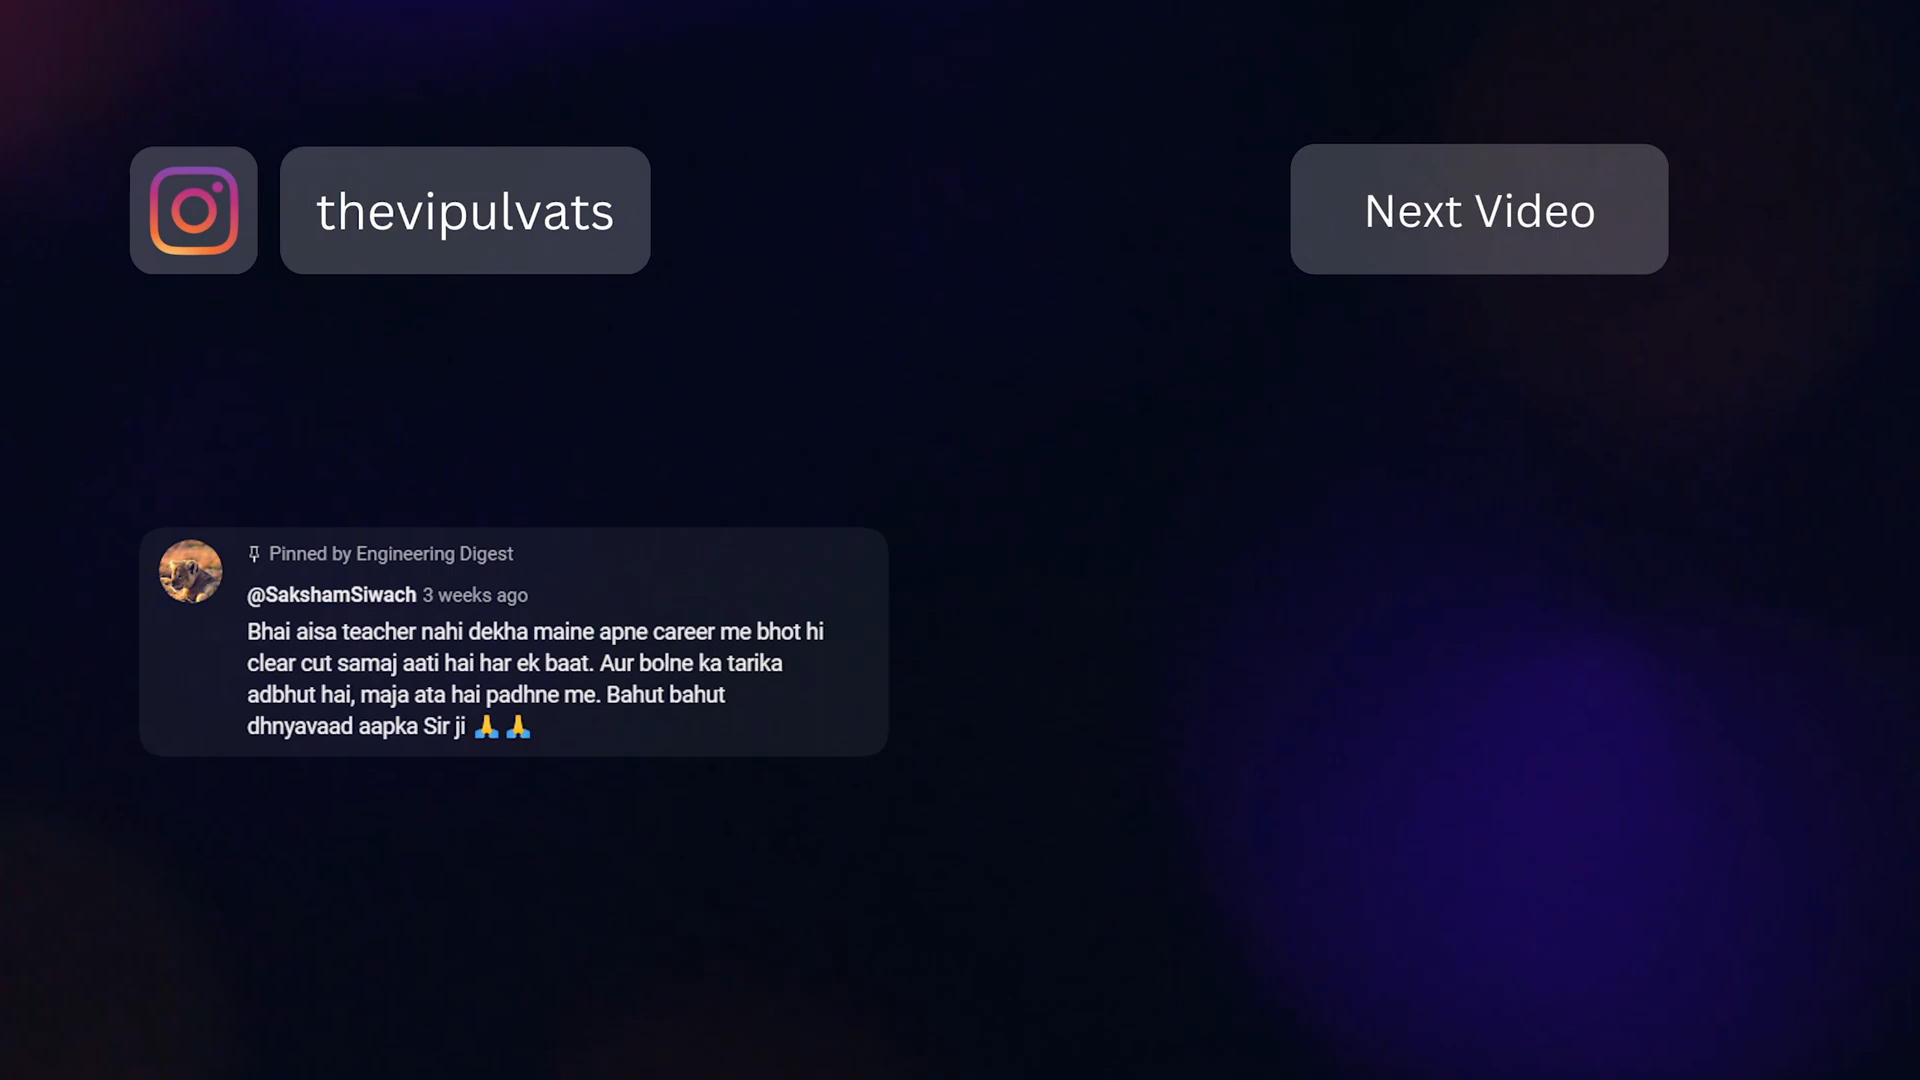 thevipulvats
Next Video
Pinned by Engineering Digest
@SakshamSiwach 3 weeks ago
Bhai aisa teacher nahi dekha maine apne career me bhot hi
clear cut samaj aati hai har ek baat. Aur bolne ka tarika
adbhut hai, maja ata hai padhne me. Bahut bahut
dhnyavaad aapka Sir ji 🙏 🙏